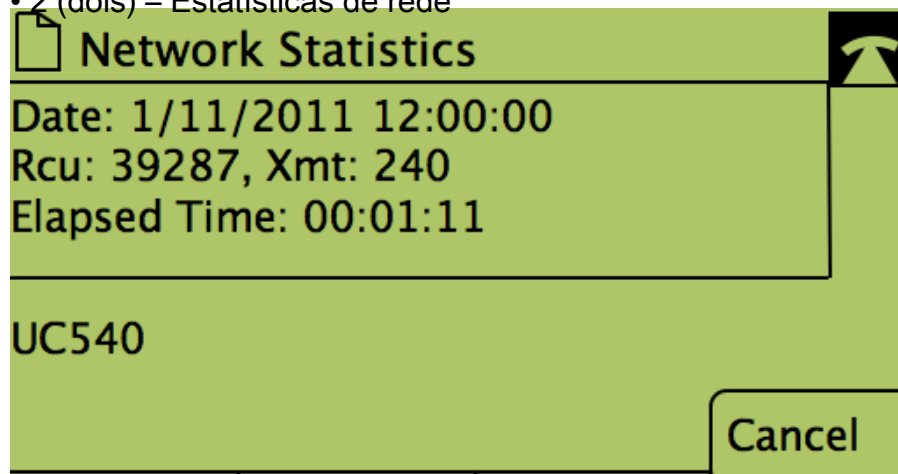 • 2 (dois) – Estatísticas de rede
Network Statistics
Date: 1/11/2011 12:00:00
Rcu: 39287, Xmt: 240
Elapsed Time: 00:01:11
UC540
Cancel